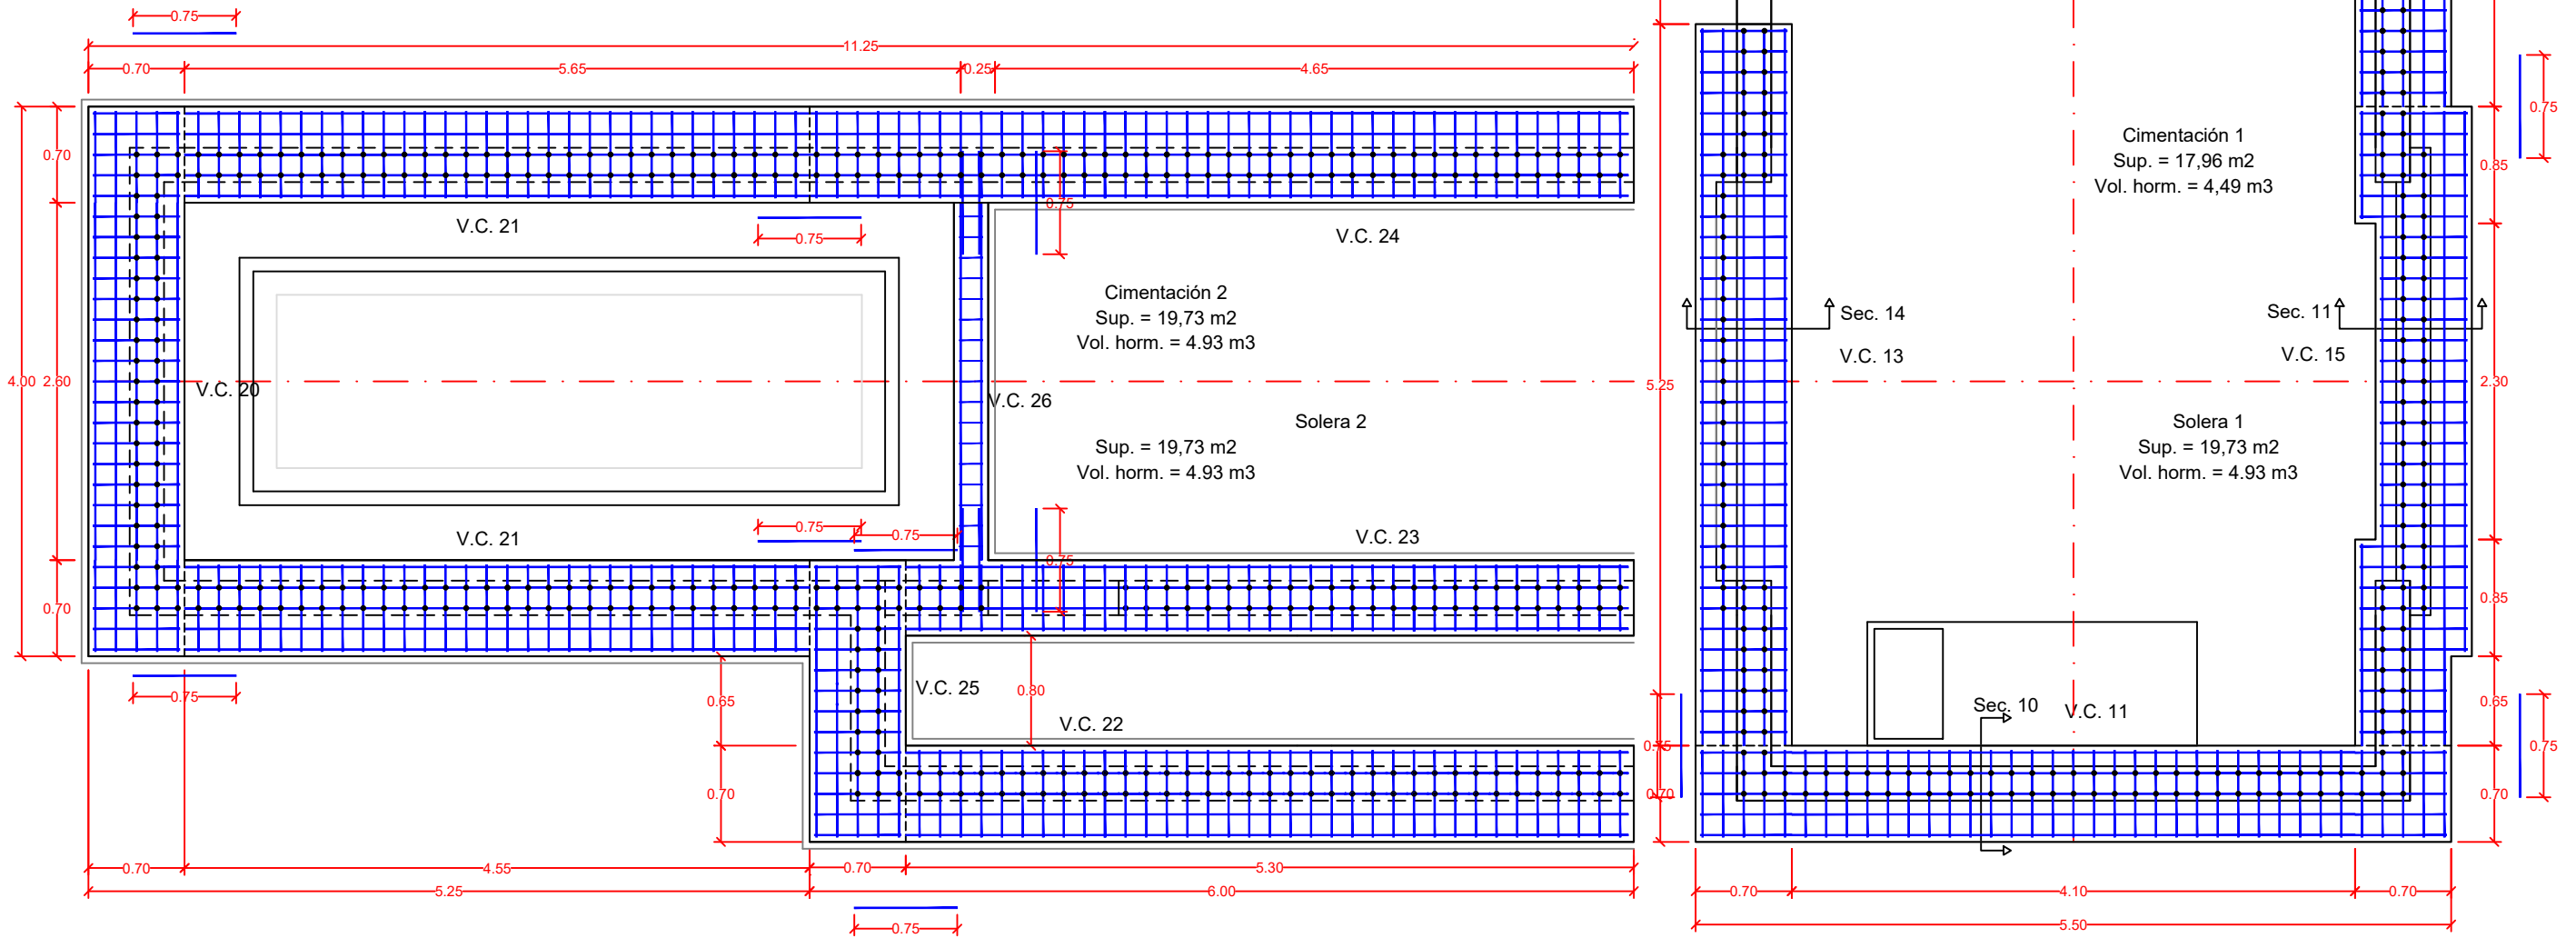 0.75
11.25
0.70
5.65
0.25
4.65
0.70
4.00
2.60
0.70
V.C. 21
0.75
0.75
V.C. 24
Cimentación 2
Sup. = 19,73 m2
Vol. horm. = 4.93 m3
V.C. 20
V.C. 26
Solera 2
Sup. = 19,73 m2
Vol. horm. = 4.93 m3
V.C. 21
0.75
0.75
0.75
V.C. 23
0.75
0.65
0.70
V.C. 25
0.80
V.C. 22
0.70
4.55
0.70
5.30
5.25
6.00
0.75
5.25
Cimentación 1
Sup. = 17,96 m2
Vol. horm. = 4,49 m3
0.75
0.85
Sec. 14
V.C. 13
Sec. 11
V.C. 15
2.30
Solera 1
Sup. = 19,73 m2
Vol. horm. = 4.93 m3
0.85
Sec. 10
V.C. 11
0.65
0.75
0.75
0.70
0.70
0.70
4.10
0.70
5.50